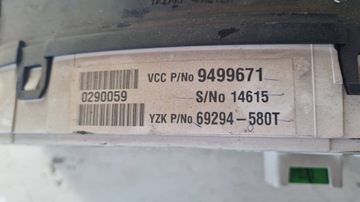 VCC P/No 9499671
0290059
S/No 14615
YZK P/No 69294-580T